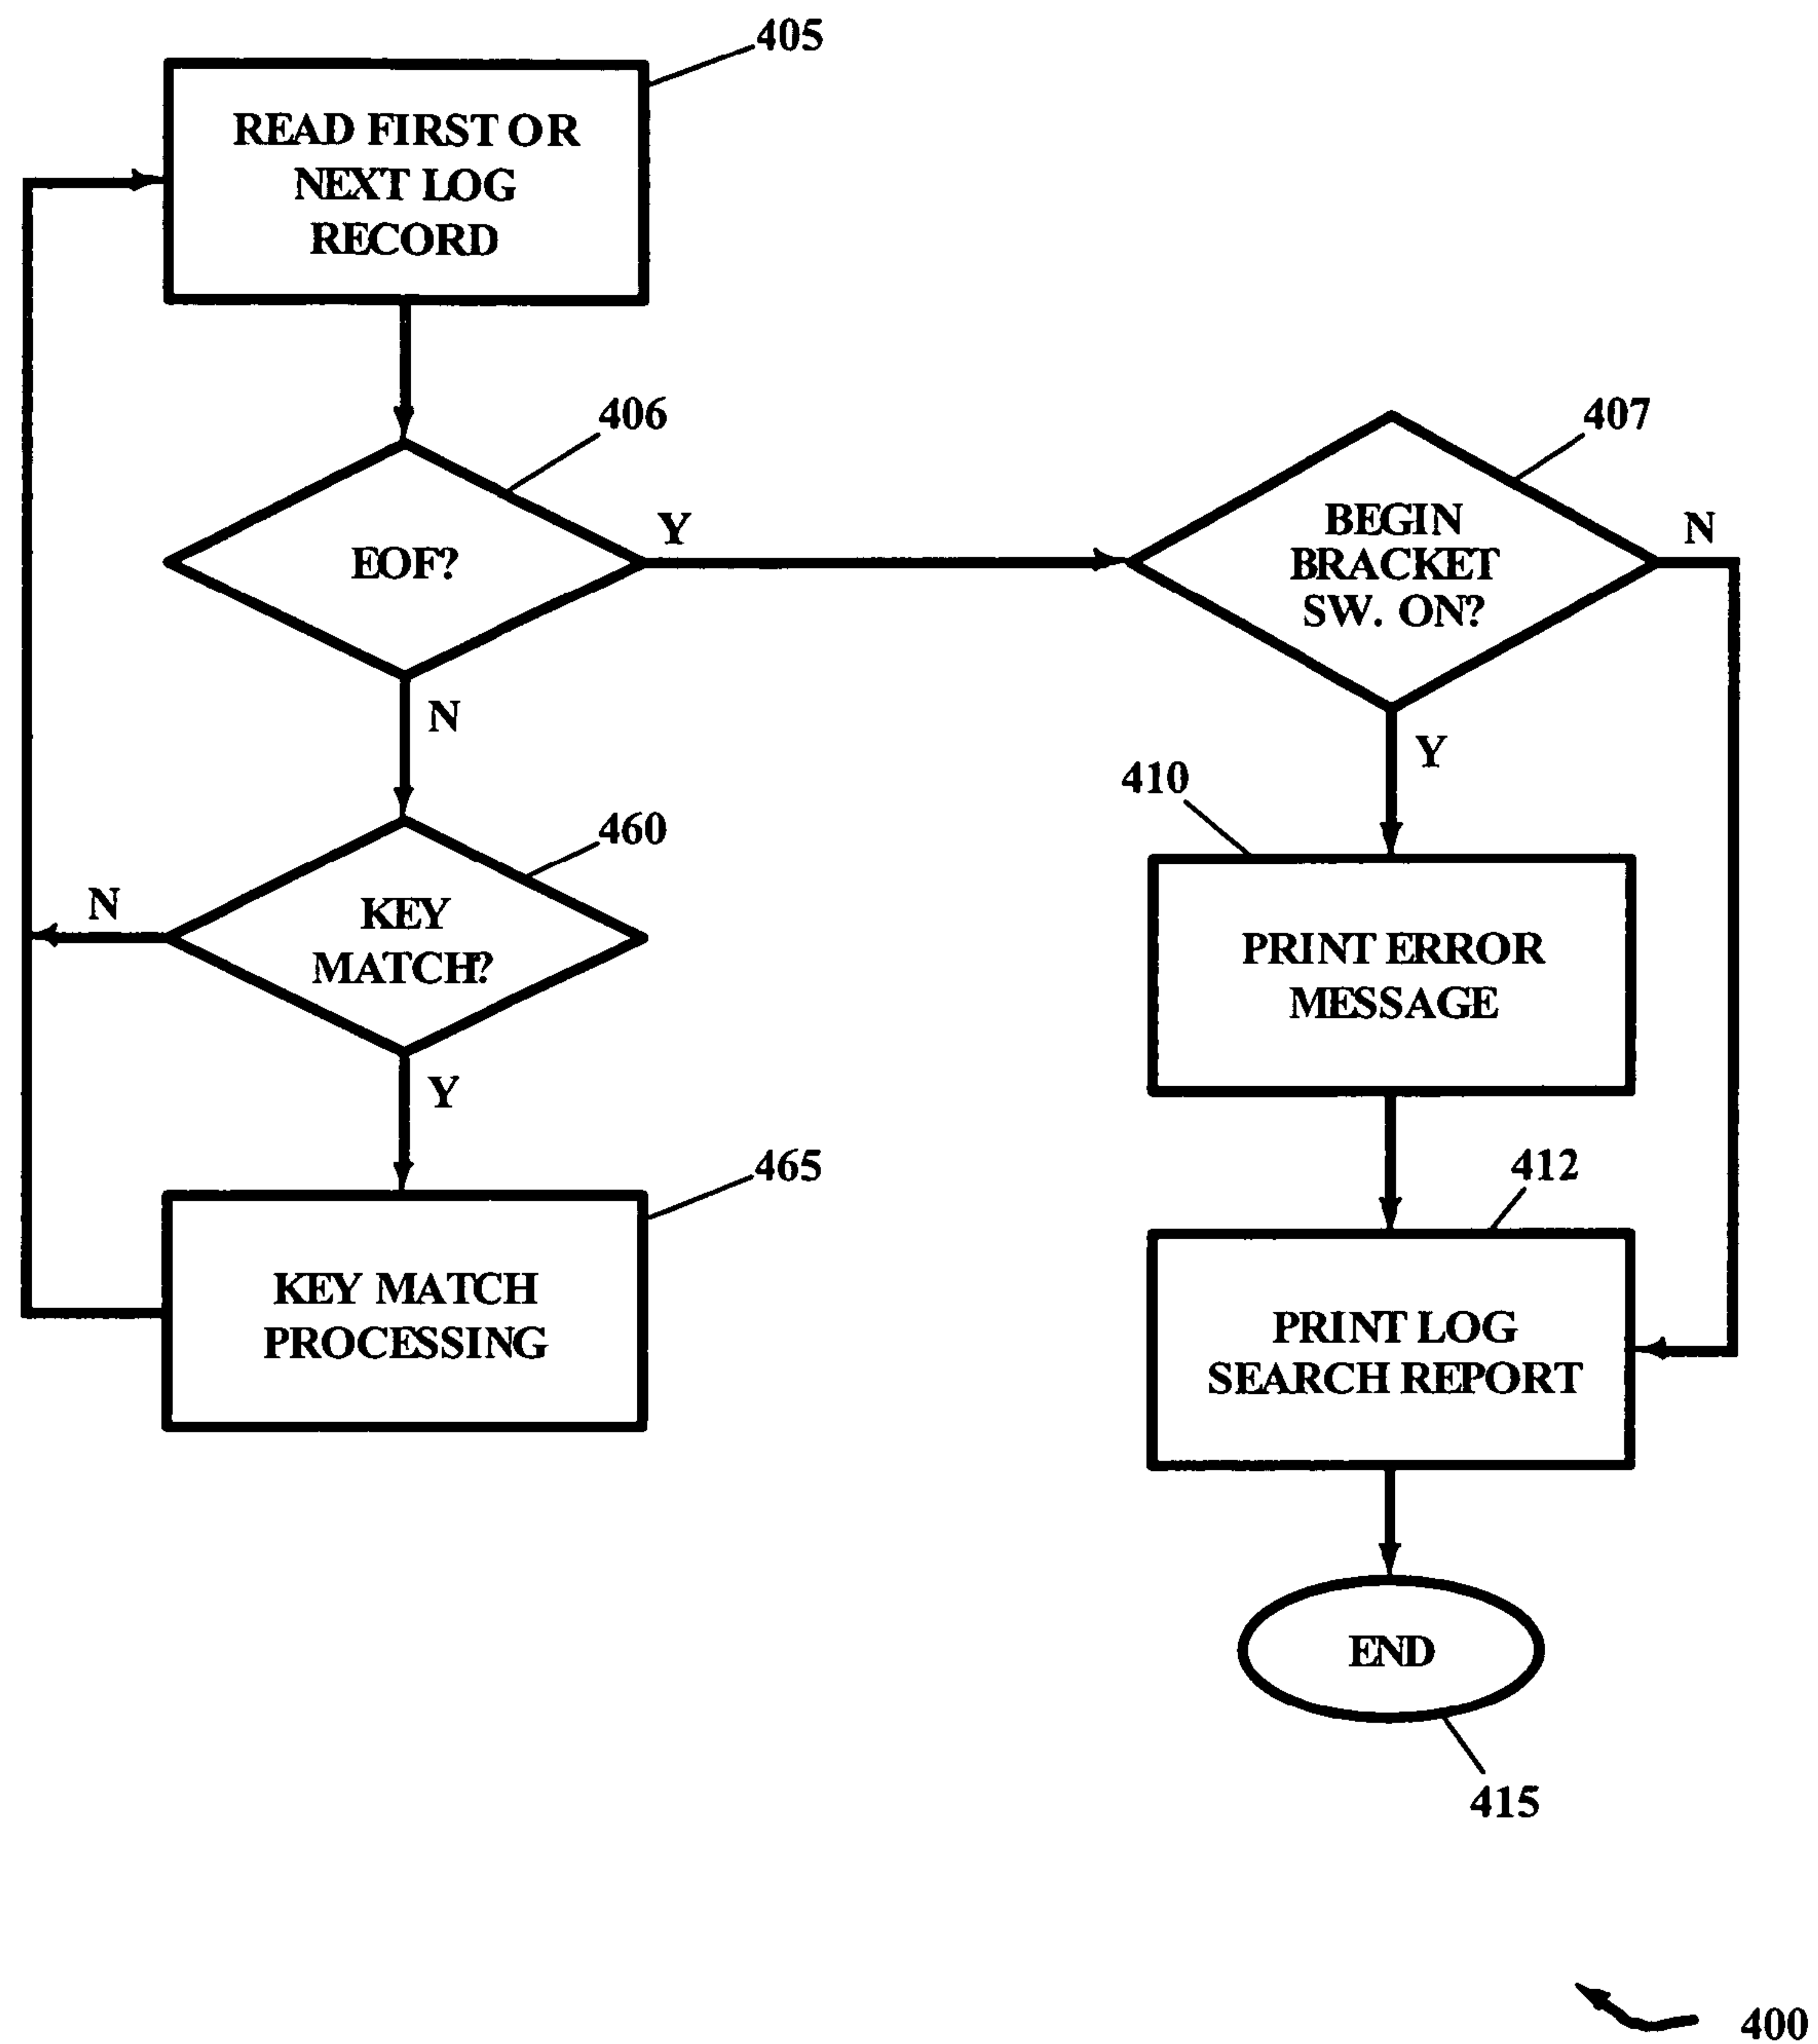 405
READ FIRST OR
NEXT LOG
RECORD
406
EOF?
Y
N
407
BEGIN
BRACKET
SW. ON?
N
Y
460
KEY
MATCH?
N
Y
410
PRINT ERROR
MESSAGE
465
KEY MATCH
PROCESSING
412
PRINT LOG
SEARCH REPORT
END
415
400